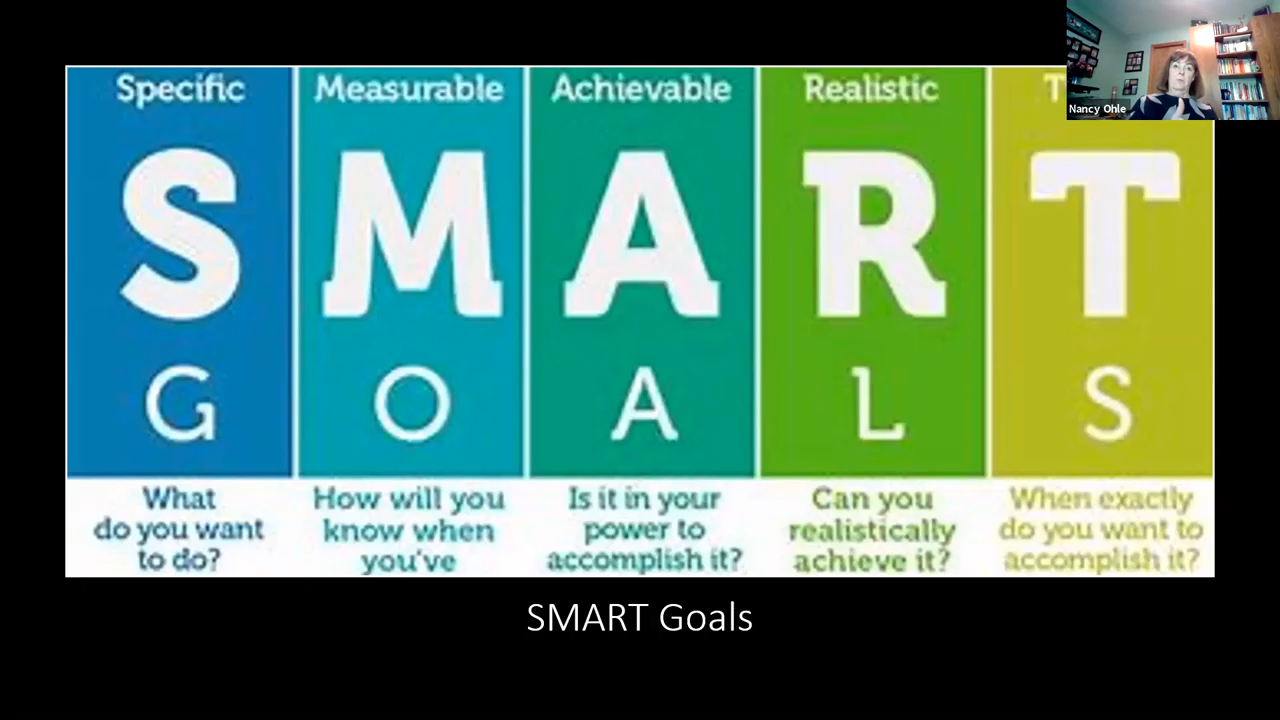 Specific
Measurable
Achievable
Realistic
T
Nancy Ohle
S
M
A
R
T
G
O
A
L
S
What
do you want
to do?
How will you
know when
you've
Is it in your
power to
accomplish it?
Can you
realistically
achieve it?
When exactly
do you want to
accomplish it?
SMART Goals